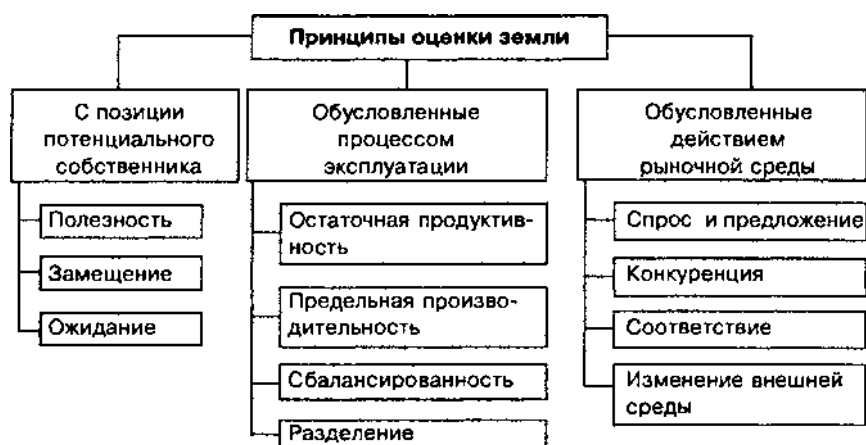 Принципы оценки земли
С позиции
потенциального
собственника
Полезность
Замещение
Ожидание
Обусловленные
процессом
эксплуатации
Остаточная продуктив-
ность
Предельная произво-
дительность
Сбалансированность
Разделение
Обусловленные
действием
рыночной среды
Спрос и предложение
Конкуренция
Соответствие
Изменение внешней
среды